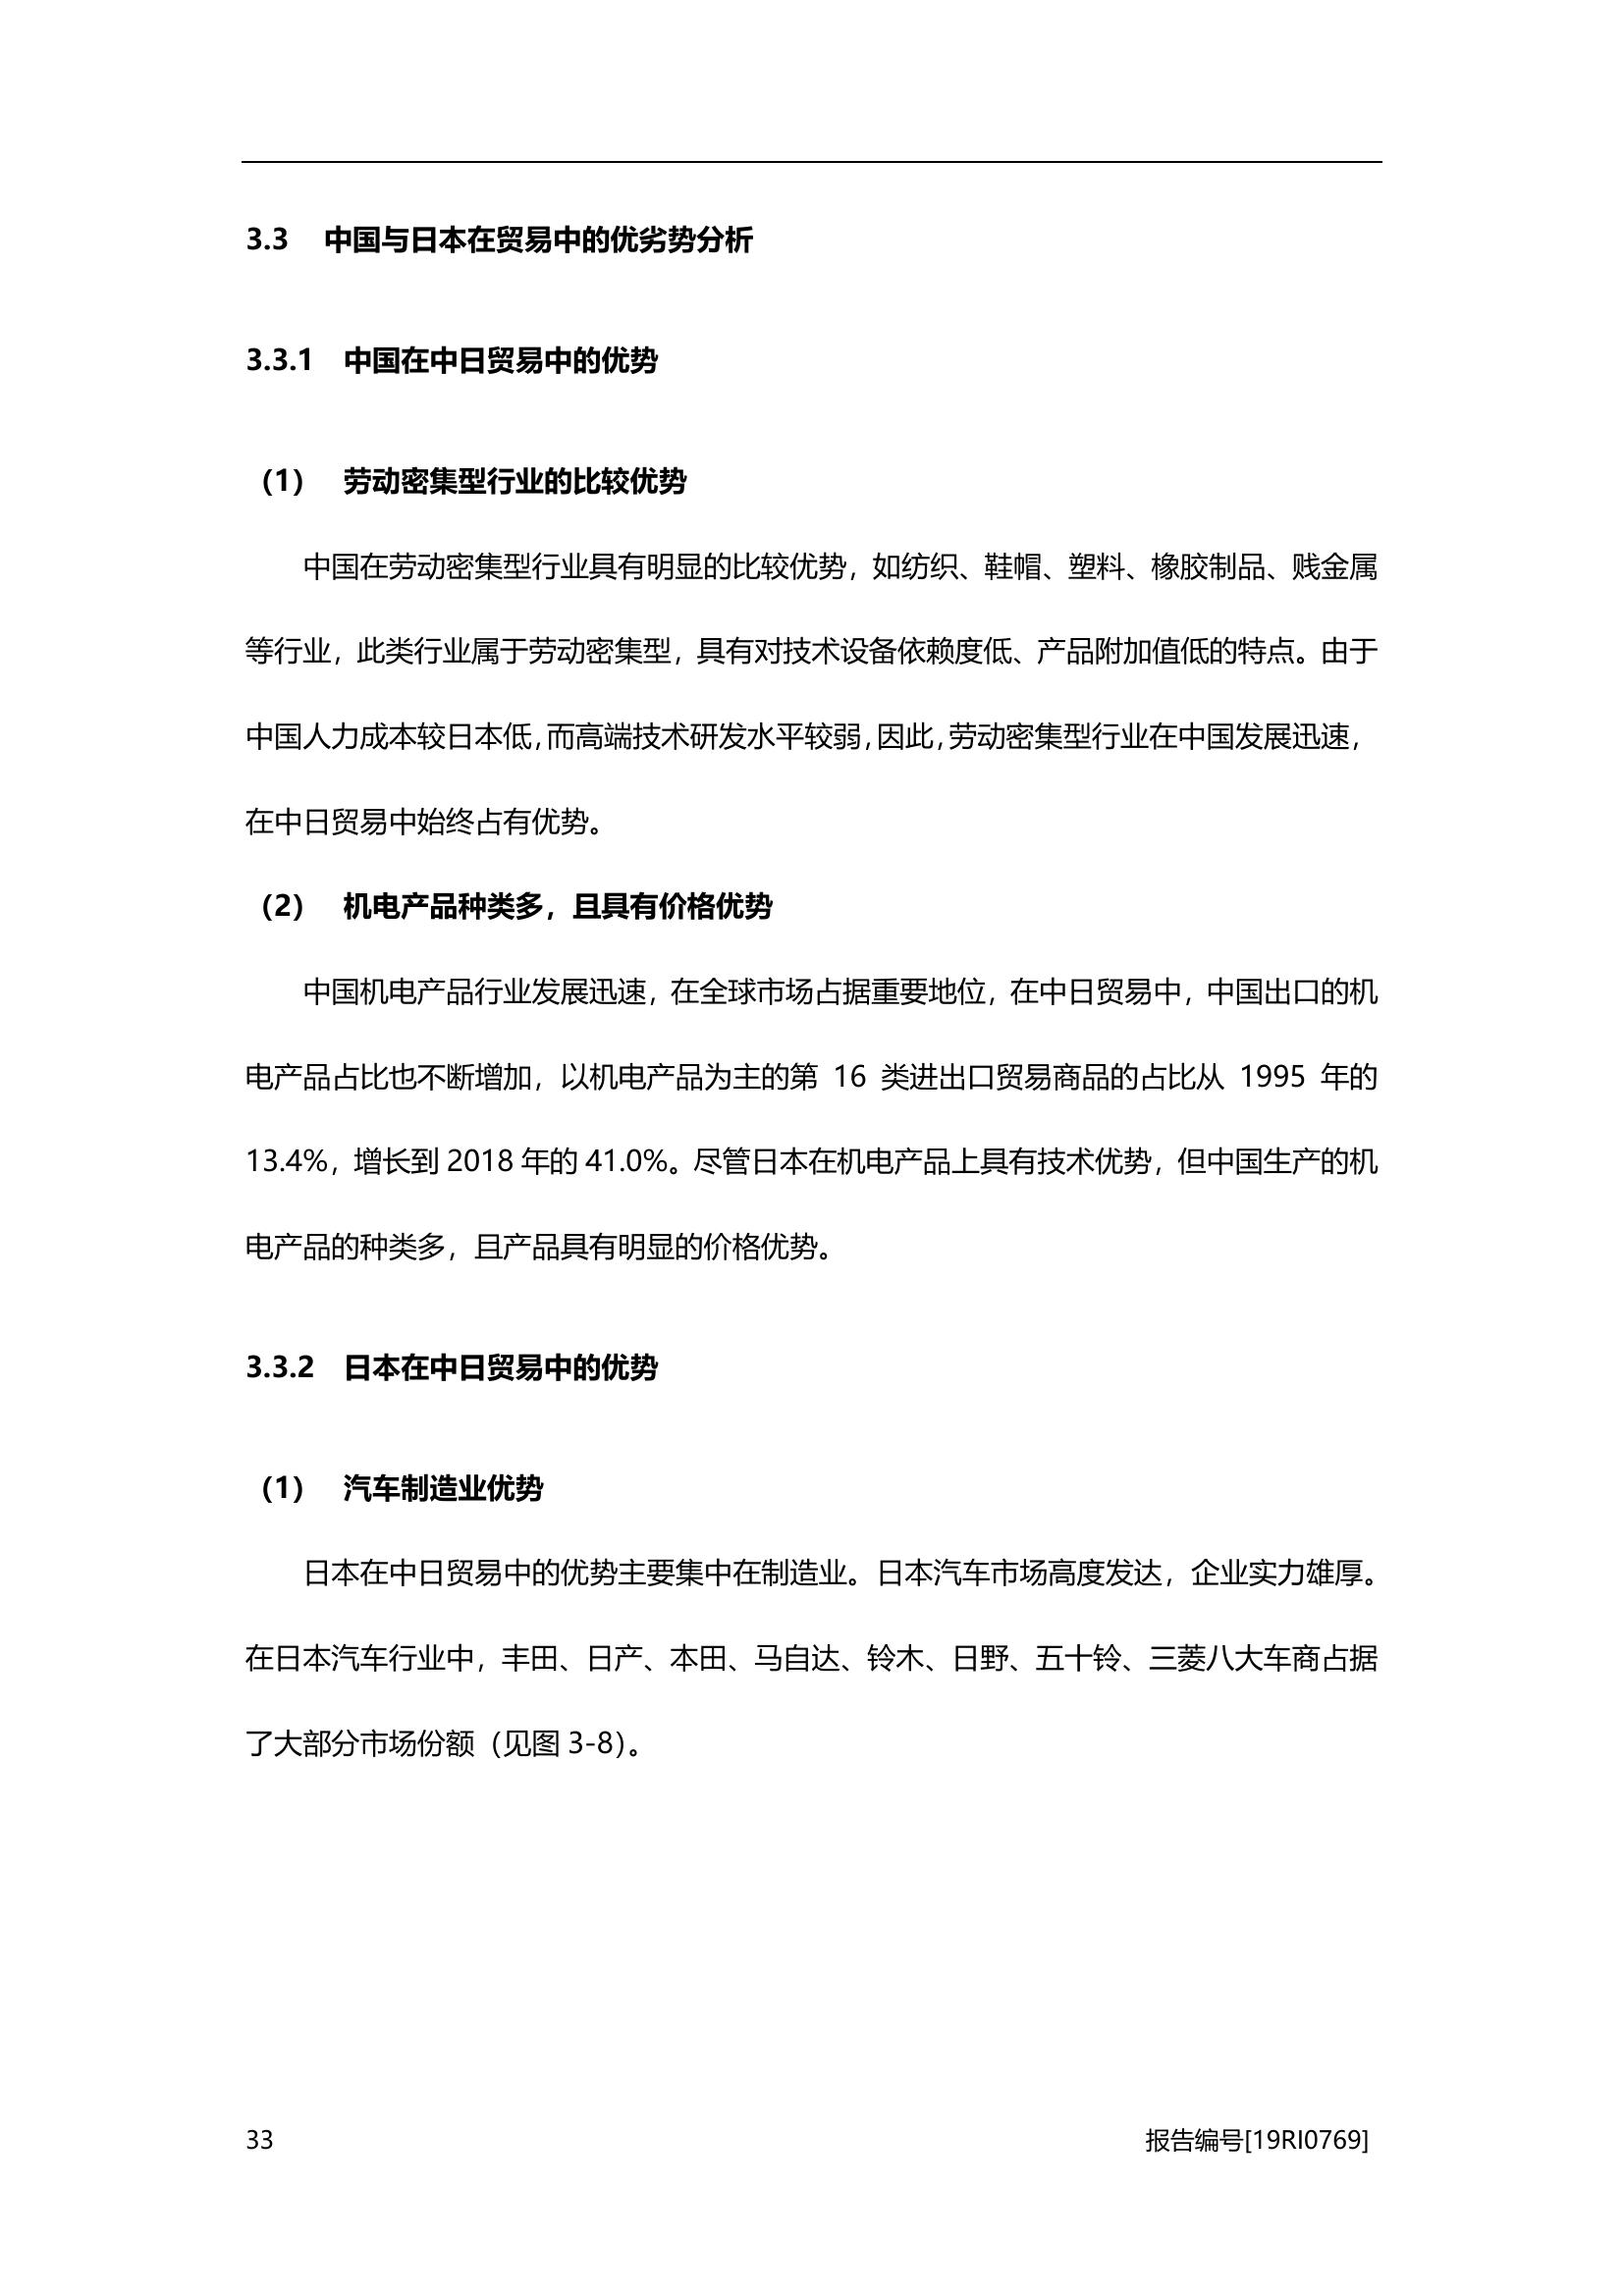 3.3 中国与日本在贸易中的优劣势分析
3.3.1 中国在中日贸易中的优势
（1） 劳动密集型行业的比较优势
中国在劳动密集型行业具有明显的比较优势，如纺织、鞋帽、塑料、橡胶制品、贱金属
等行业，此类行业属于劳动密集型，具有对技术设备依赖度低、产品附加值低的特点。由于
中国人力成本较日本低，而高端技术研发水平较弱，因此，劳动密集型行业在中国发展迅速，
在中日贸易中始终占有优势。
（2） 机电产品种类多，且具有价格优势
中国机电产品行业发展迅速，在全球市场占据重要地位，在中日贸易中，中国出口的机
电产品占比也不断增加，以机电产品为主的第 16 类进出口贸易商品的占比从 1995 年的
13.4%，增长到 2018 年的 41.0%。尽管日本在机电产品上具有技术优势，但中国生产的机
电产品的种类多，且产品具有明显的价格优势。
3.3.2 日本在中日贸易中的优势
（1） 汽车制造业优势
日本在中日贸易中的优势主要集中在制造业。日本汽车市场高度发达，企业实力雄厚。
在日本汽车行业中，丰田、日产、本田、马自达、铃木、日野、五十铃、三菱八大车商占据
了大部分市场份额（见图 3-8）。
33 报告编号[19RI0769]